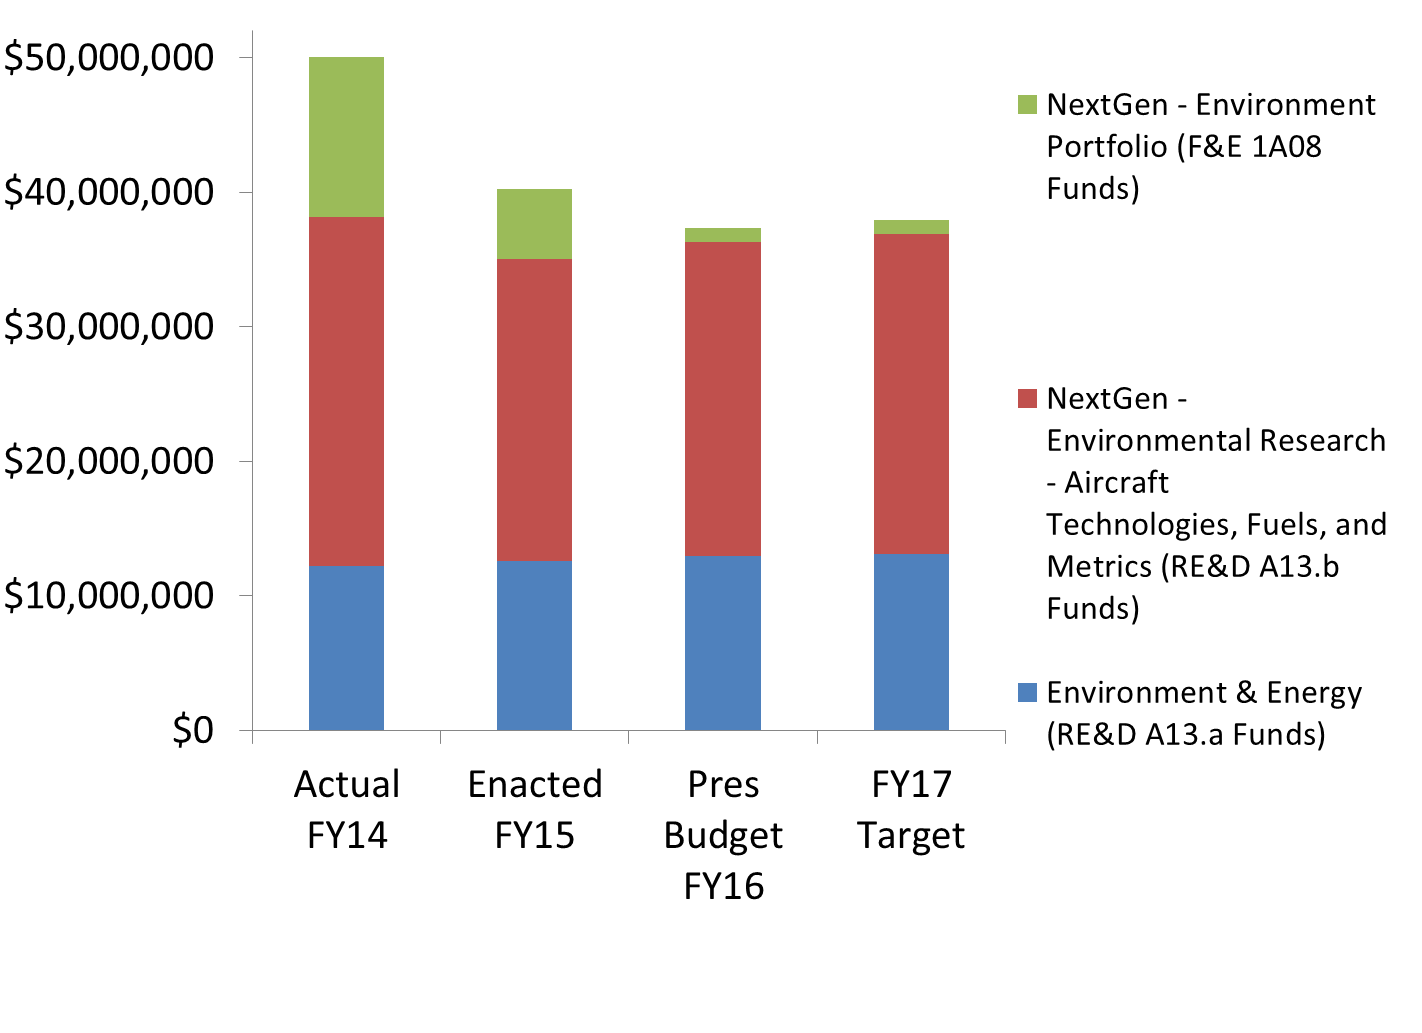 $50,000,000
$40,000,000
$30,000,000
$20,000,000
$10,000,000
$0
Actual
FY14
Enacted
FY15
Pres
Budget
FY16
FY17
Target
NextGen - Environment
Portfolio (F&E 1A08
Funds)
NextGen -
Environmental Research
- Aircraft
Technologies, Fuels, and
Metrics (RE&D A13.b
Funds)
Environment & Energy
(RE&D A13.a Funds)